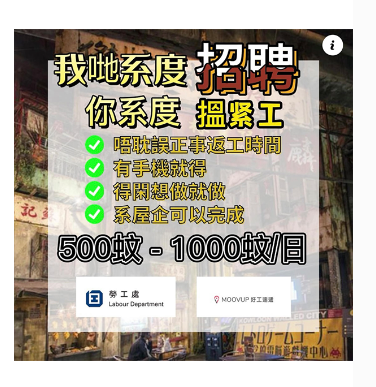 我哋系度 招聘
你系度 搵紧工
唔耽誤正事返工時間
有手機就得
得閑想做就做
系屋企可以完成
500蚊 - 1000蚊/日
勞工處
Labour Department
MOOVUP 好工速遞